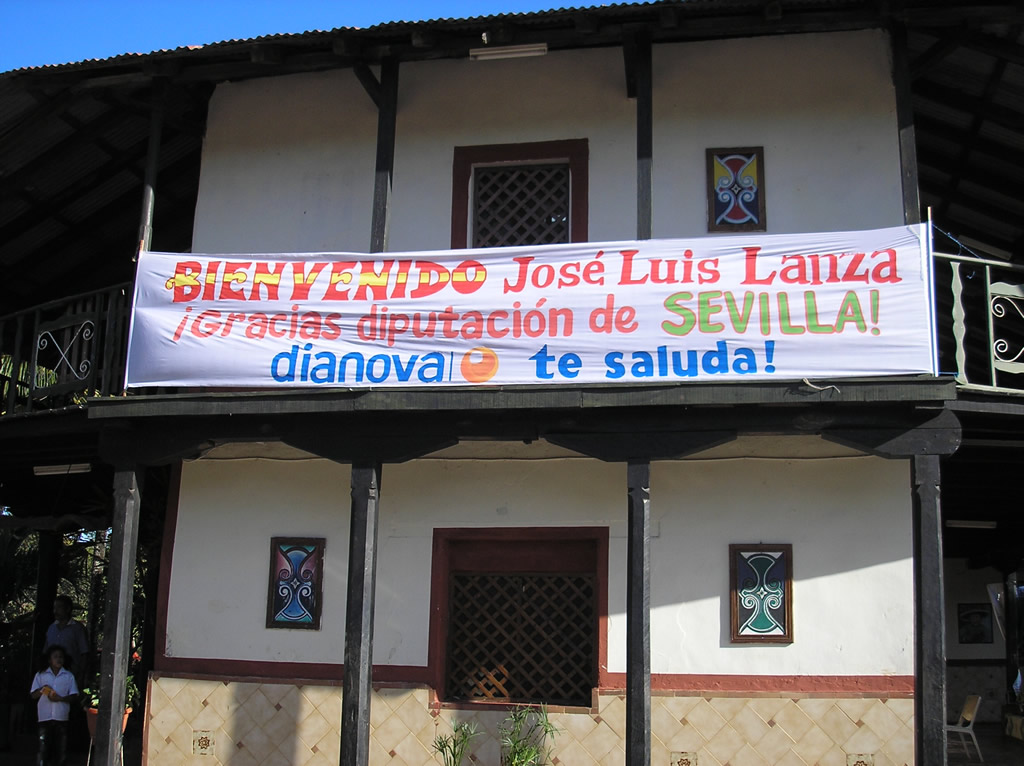 BIENVENIDO José Luis Lanza
¡Gracias diputación de SEVILLA!
dianova te saluda!